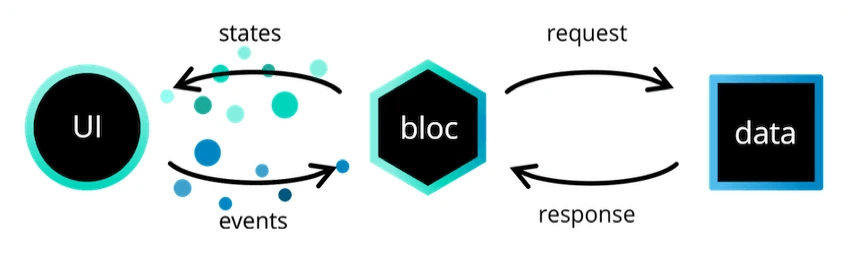 states
request
UI
bloc
data
events
response